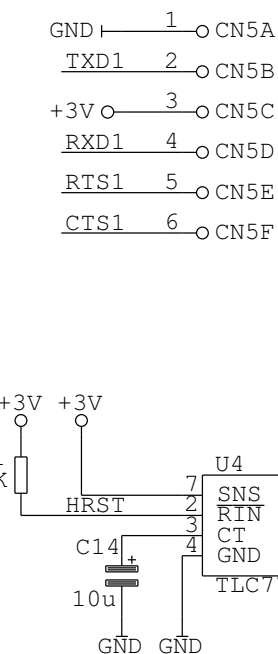 GND 1 CN5A
TXD1 2 CN5B
+3V 3 CN5C
RXD1 4 CN5D
RTS1 5 CN5E
CTS1 6 CN5F
+3V +3V
U4
7 SNS
HRST 2 RIN
3 CT
C14 4 GND
+
TLC7
10u
GND GND